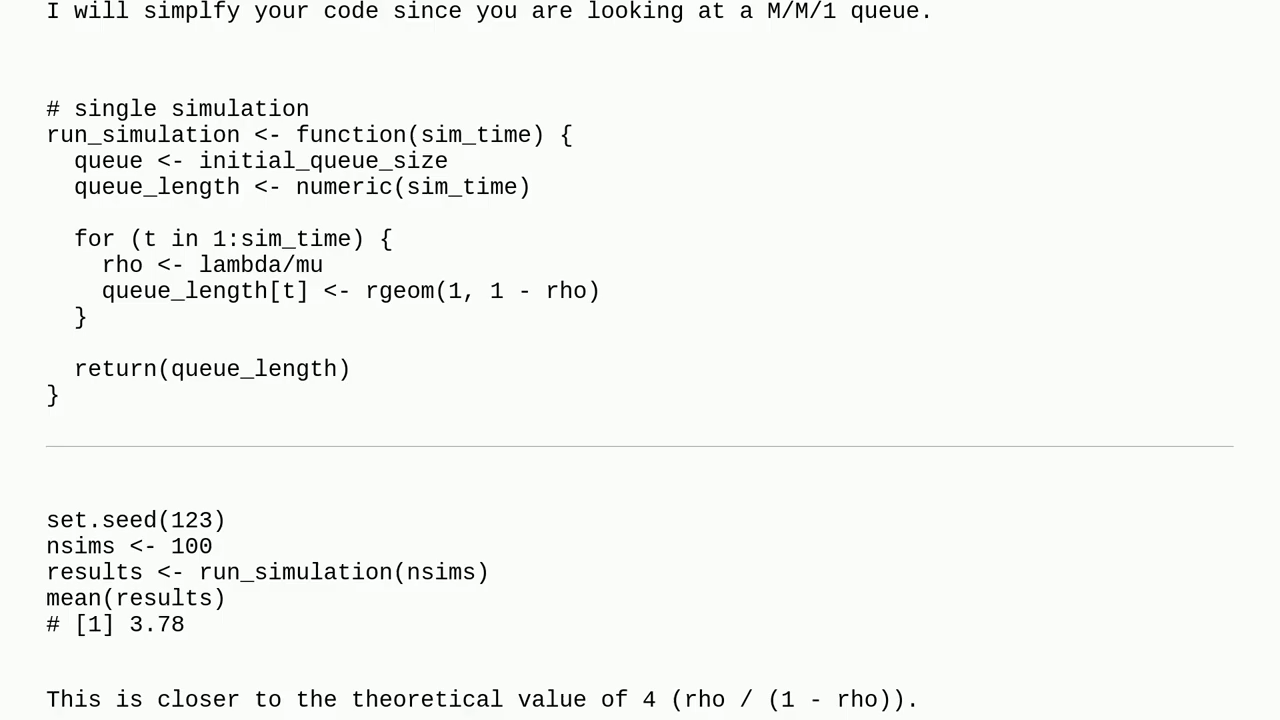 I will simplfy your code since you are looking at a M/M/1 queue.
# single simulation
run_simulation <- function(sim_time) {
  queue <- initial_queue_size
  queue_length <- numeric(sim_time)
  for (t in 1:sim_time) {
    rho <- lambda/mu
    queue_length[t] <- rgeom(1, 1 - rho)
  }
  return(queue_length)
}
set.seed(123)
nsims <- 100
results <- run_simulation(nsims)
mean(results)
# [1] 3.78
This is closer to the theoretical value of 4 (rho / (1 - rho)).